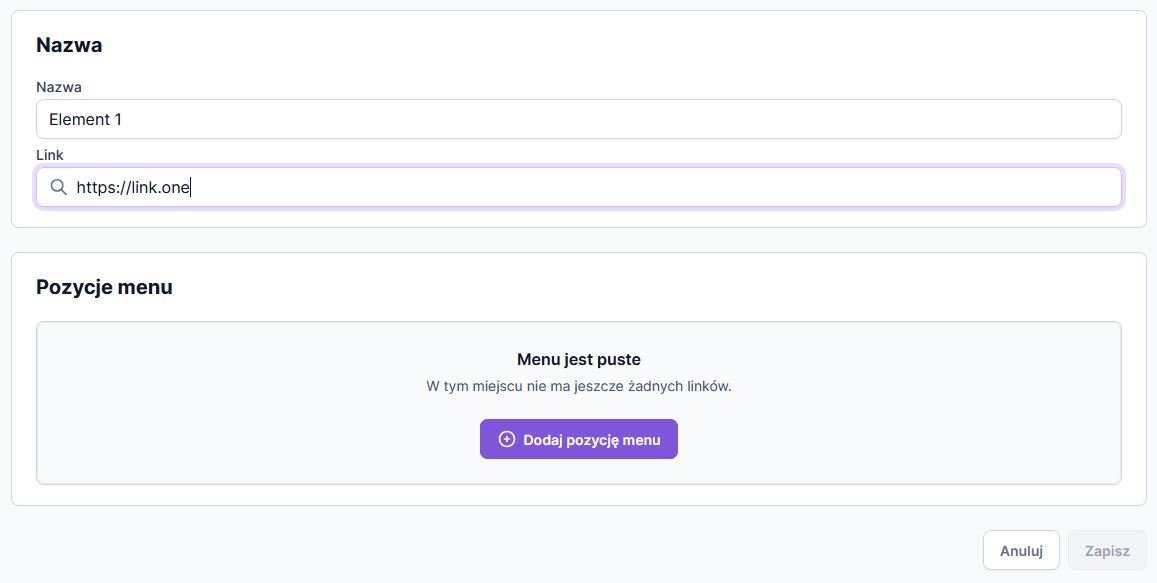 Nazwa
Nazwa
Element 1
Link
https://link.one
Pozycje menu
Menu jest puste
W tym miejscu nie ma jeszcze żadnych linków.
Dodaj pozycję menu
Anuluj
Zapisz